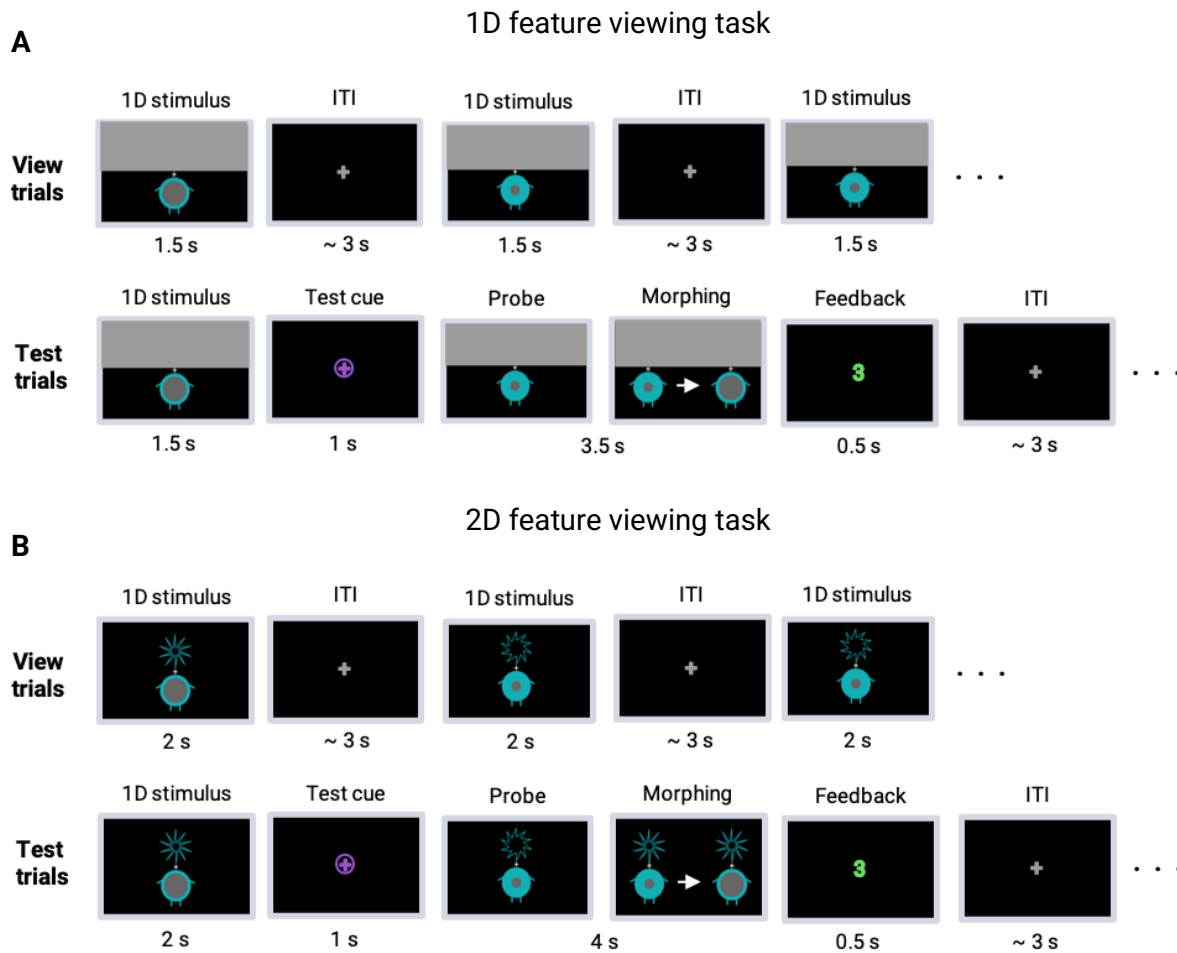 1D feature viewing task
A
1D stimulus ITI 1D stimulus ITI 1D stimulus
View
trials
. . .
1.5 s ~ 3 s 1.5 s ~ 3 s 1.5 s
1D stimulus Test cue Probe Morphing Feedback ITI
Test
trials
3
. . .
1.5 s 1 s 3.5 s 0.5 s ~ 3 s
2D feature viewing task
B
1D stimulus ITI 1D stimulus ITI 1D stimulus
View
trials
. . .
2 s ~ 3 s 2 s ~ 3 s 2 s
1D stimulus Test cue Probe Morphing Feedback ITI
Test
trials
3
. . .
2 s 1 s 4 s 0.5 s ~ 3 s